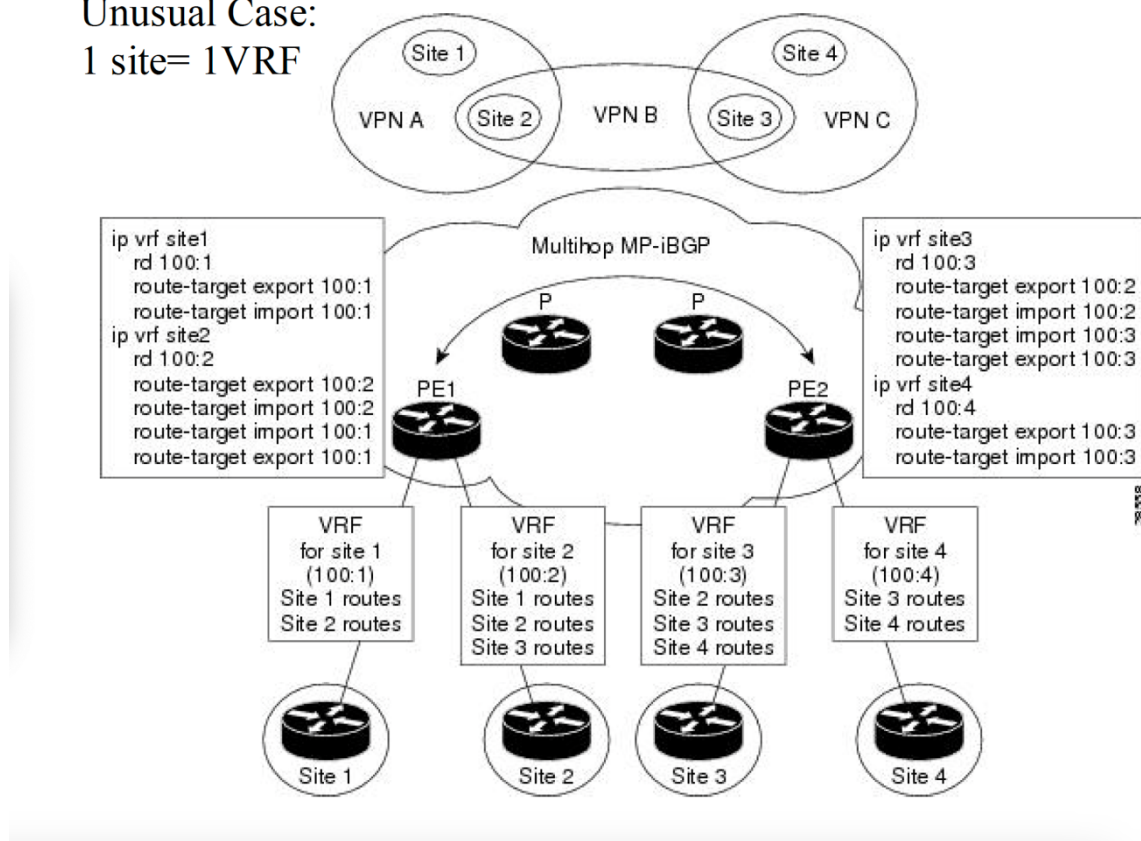 Unusual Case:
1 site= 1VRF
Site 1
Site 4
VPN A
Site 2
VPN B
Site 3
VPN C
ip vrf site1
rd 100:1
route-target export 100:1
route-target import 100:1
ip vrf site2
rd 100:2
route-target export 100:2
route-target import 100:2
route-target import 100:1
route-target export 100:1
Multihop MP-iBGP
P
P
PE1
PE2
ip vrf site3
rd 100:3
route-target export 100:2
route-target import 100:2
route-target import 100:3
route-target export 100:3
ip vrf site4
rd 100:4
route-target export 100:3
route-target import 100:3
VRF
for site 1
(100:1)
Site 1 routes
Site 2 routes
VRF
for site 2
(100:2)
Site 1 routes
Site 2 routes
Site 3 routes
VRF
for site 3
(100:3)
Site 2 routes
Site 3 routes
Site 4 routes
VRF
for site 4
(100:4)
Site 3 routes
Site 4 routes
Site 1
Site 2
Site 3
Site 4